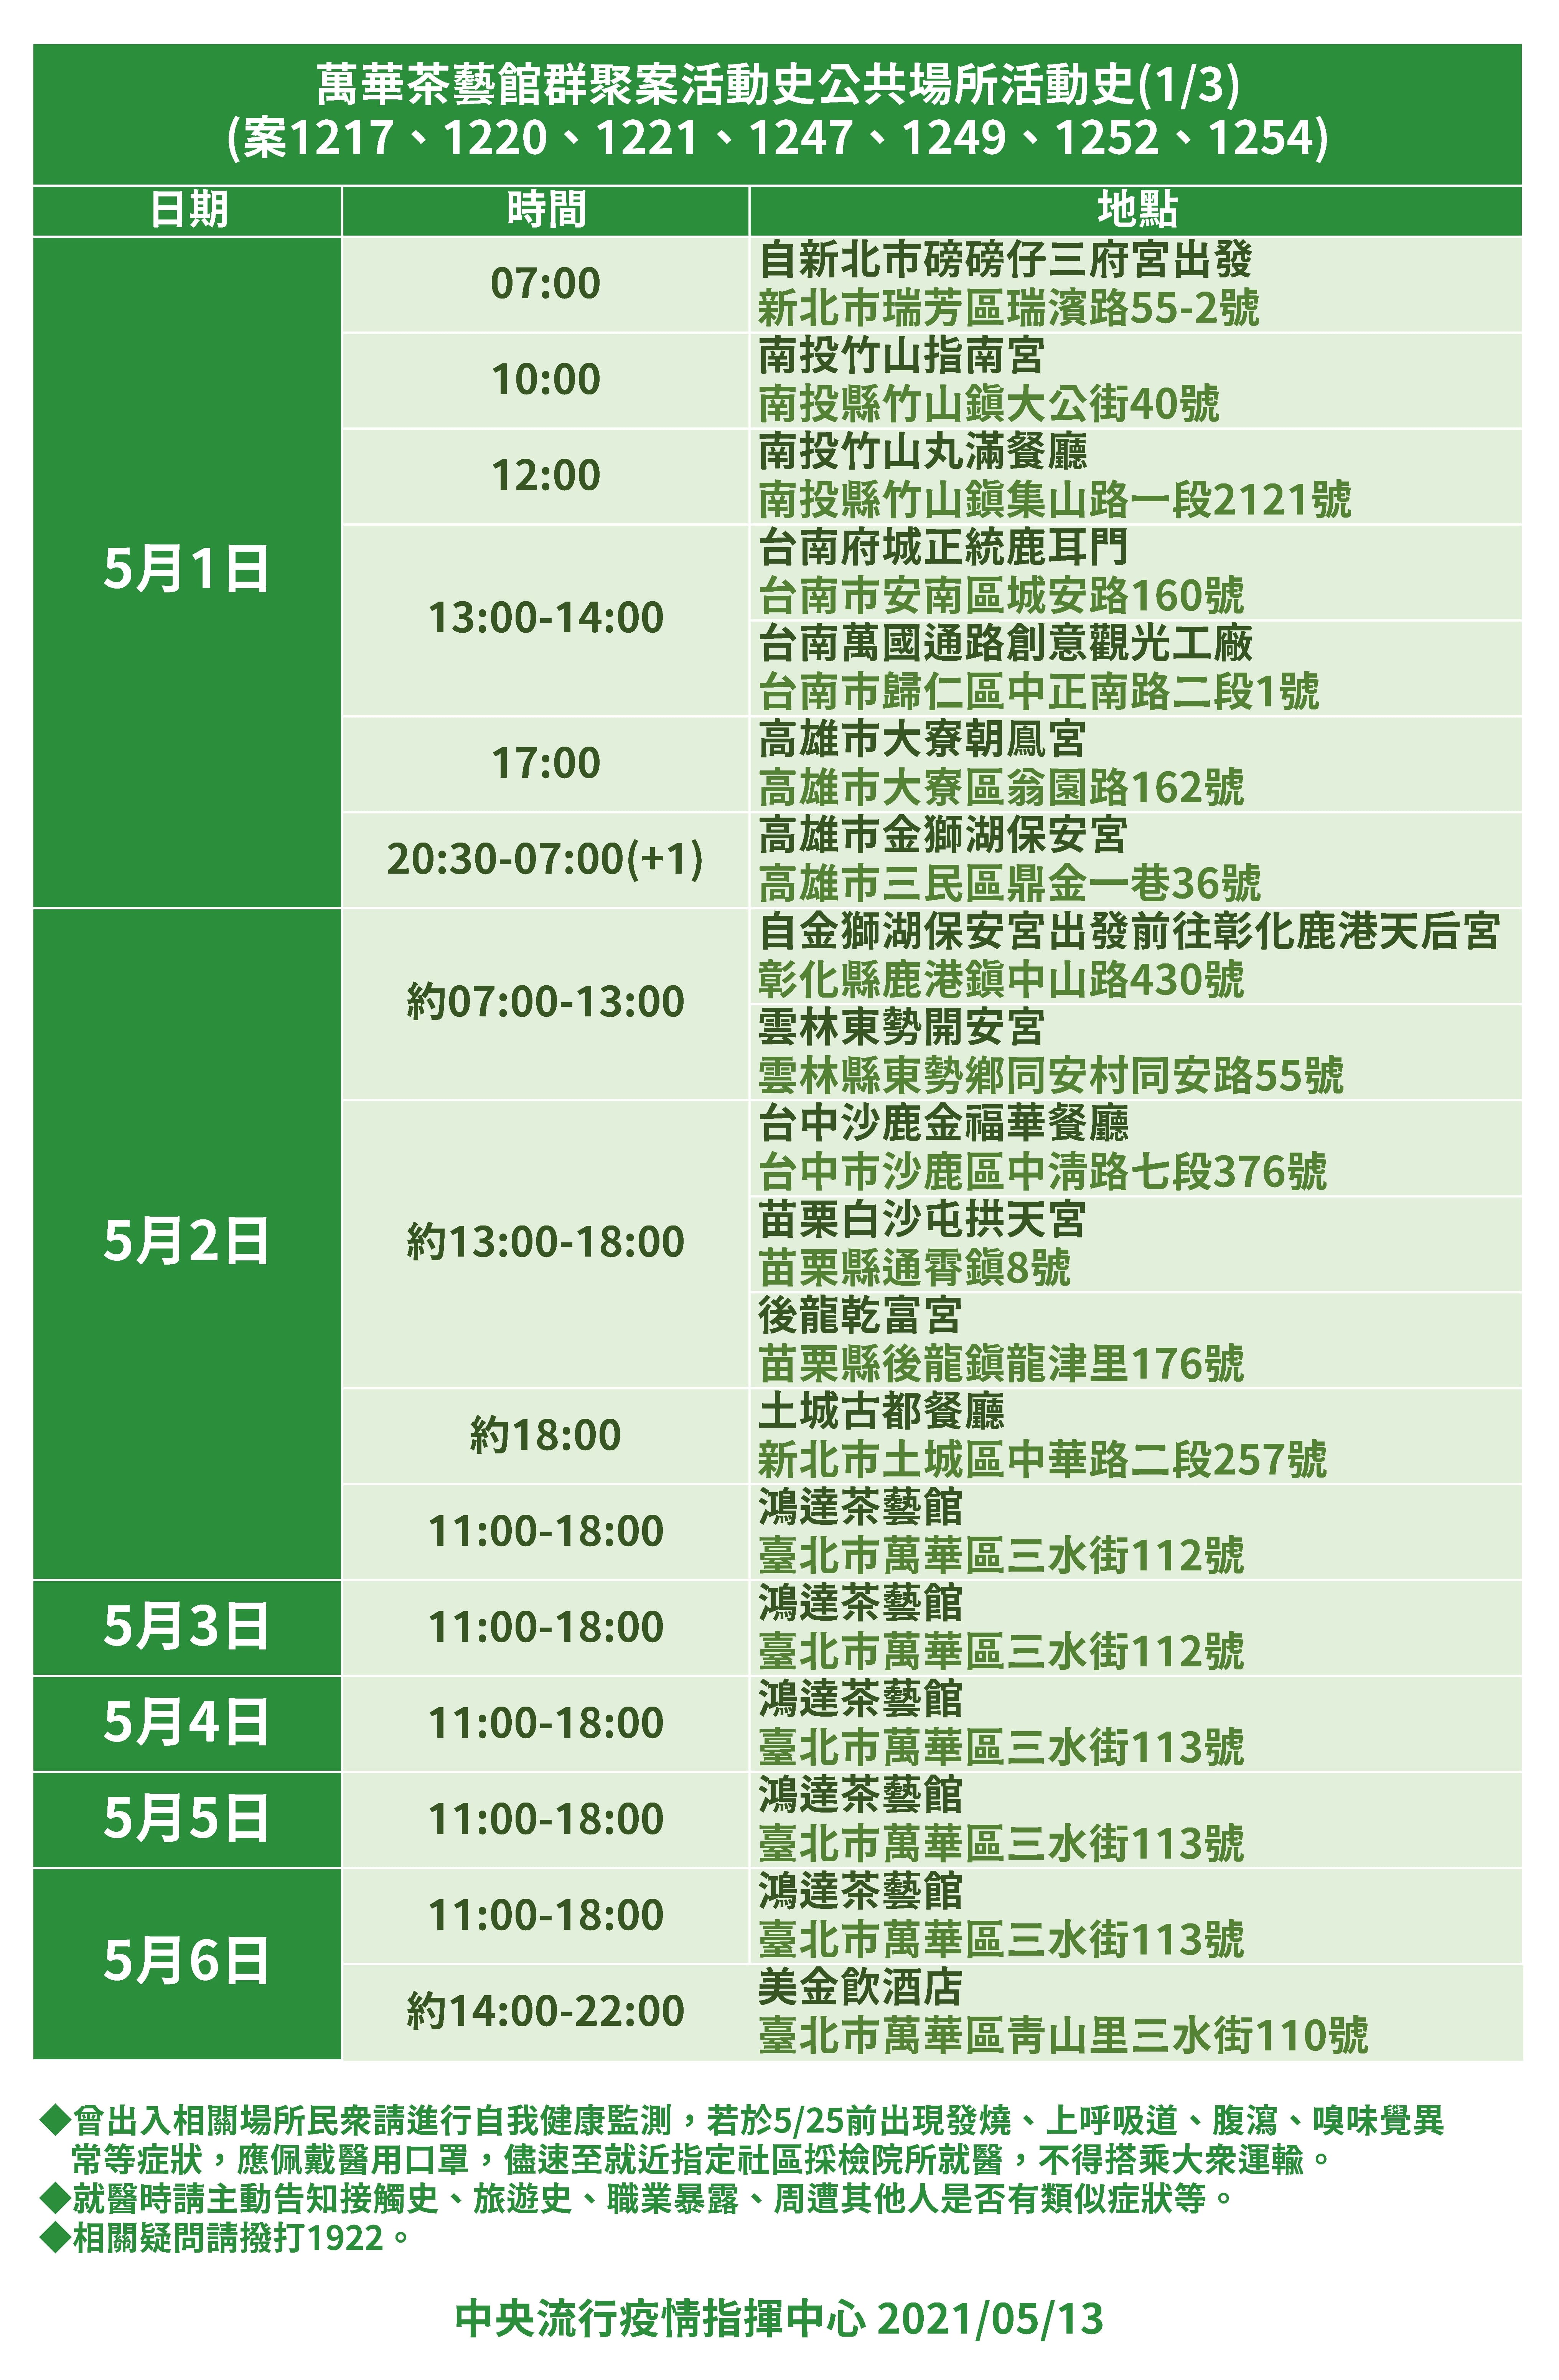 萬華茶藝館群聚案活動史公共場所活動史(1/3)
(案1217、1220、1221、1247、1249、1252、1254)
日期
時間
地點
5月1日
07:00
自新北市磅磅仔三府宮出發
新北市瑞芳區瑞濱路55-2號
10:00
南投竹山指南宮
南投縣竹山鎮大公街40號
12:00
南投竹山丸滿餐廳
南投縣竹山鎮集山路一段2121號
13:00-14:00
台南府城正統鹿耳門
台南市安南區城安路160號
台南萬國通路創意觀光工廠
台南市歸仁區中正南路二段1號
17:00
高雄市大寮朝鳳宮
高雄市大寮區翁園路162號
20:30-07:00(+1)
高雄市金獅湖保安宮
高雄市三民區鼎金一巷36號
5月2日
約07:00-13:00
自金獅湖保安宮出發前往彰化鹿港天后宮
彰化縣鹿港鎮中山路430號
雲林東勢開安宮
雲林縣東勢鄉同安村同安路55號
約13:00-18:00
台中沙鹿金福華餐廳
台中市沙鹿區中清路七段376號
苗栗白沙屯拱天宮
苗栗縣通霄鎮8號
後龍乾富宮
苗栗縣後龍鎮龍津里176號
約18:00
土城古都餐廳
新北市土城區中華路二段257號
11:00-18:00
鴻達茶藝館
臺北市萬華區三水街112號
5月3日
11:00-18:00
鴻達茶藝館
臺北市萬華區三水街112號
5月4日
11:00-18:00
鴻達茶藝館
臺北市萬華區三水街113號
5月5日
11:00-18:00
鴻達茶藝館
臺北市萬華區三水街113號
5月6日
11:00-18:00
鴻達茶藝館
臺北市萬華區三水街113號
約14:00-22:00
美金飲酒店
臺北市萬華區青山里三水街110號
◆曾出入相關場所民眾請進行自我健康監測，若於5/25前出現發燒、上呼吸道、腹瀉、嗅味覺異
常等症狀，應佩戴醫用口罩，儘速至就近指定社區採檢院所就醫，不得搭乘大眾運輸。
◆就醫時請主動告知接觸史、旅遊史、職業暴露、周遭其他人是否有類似症狀等。
◆相關疑問請撥打1922。
中央流行疫情指揮中心 2021/05/13